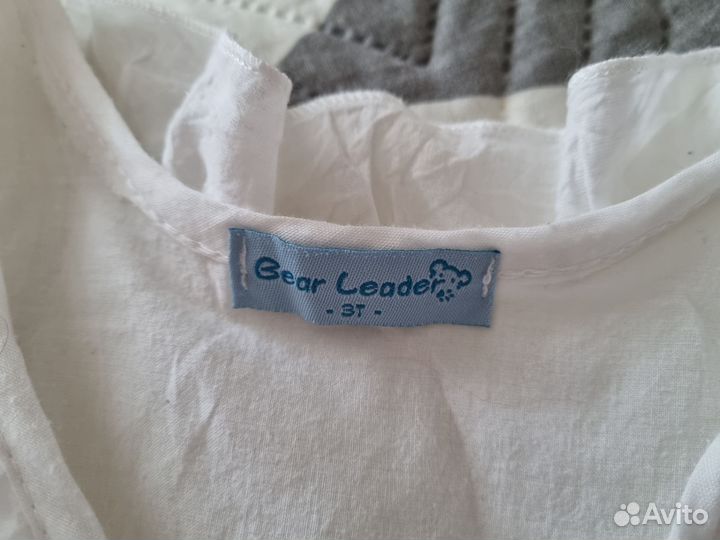 Bear Leader
- 3T -
Avito